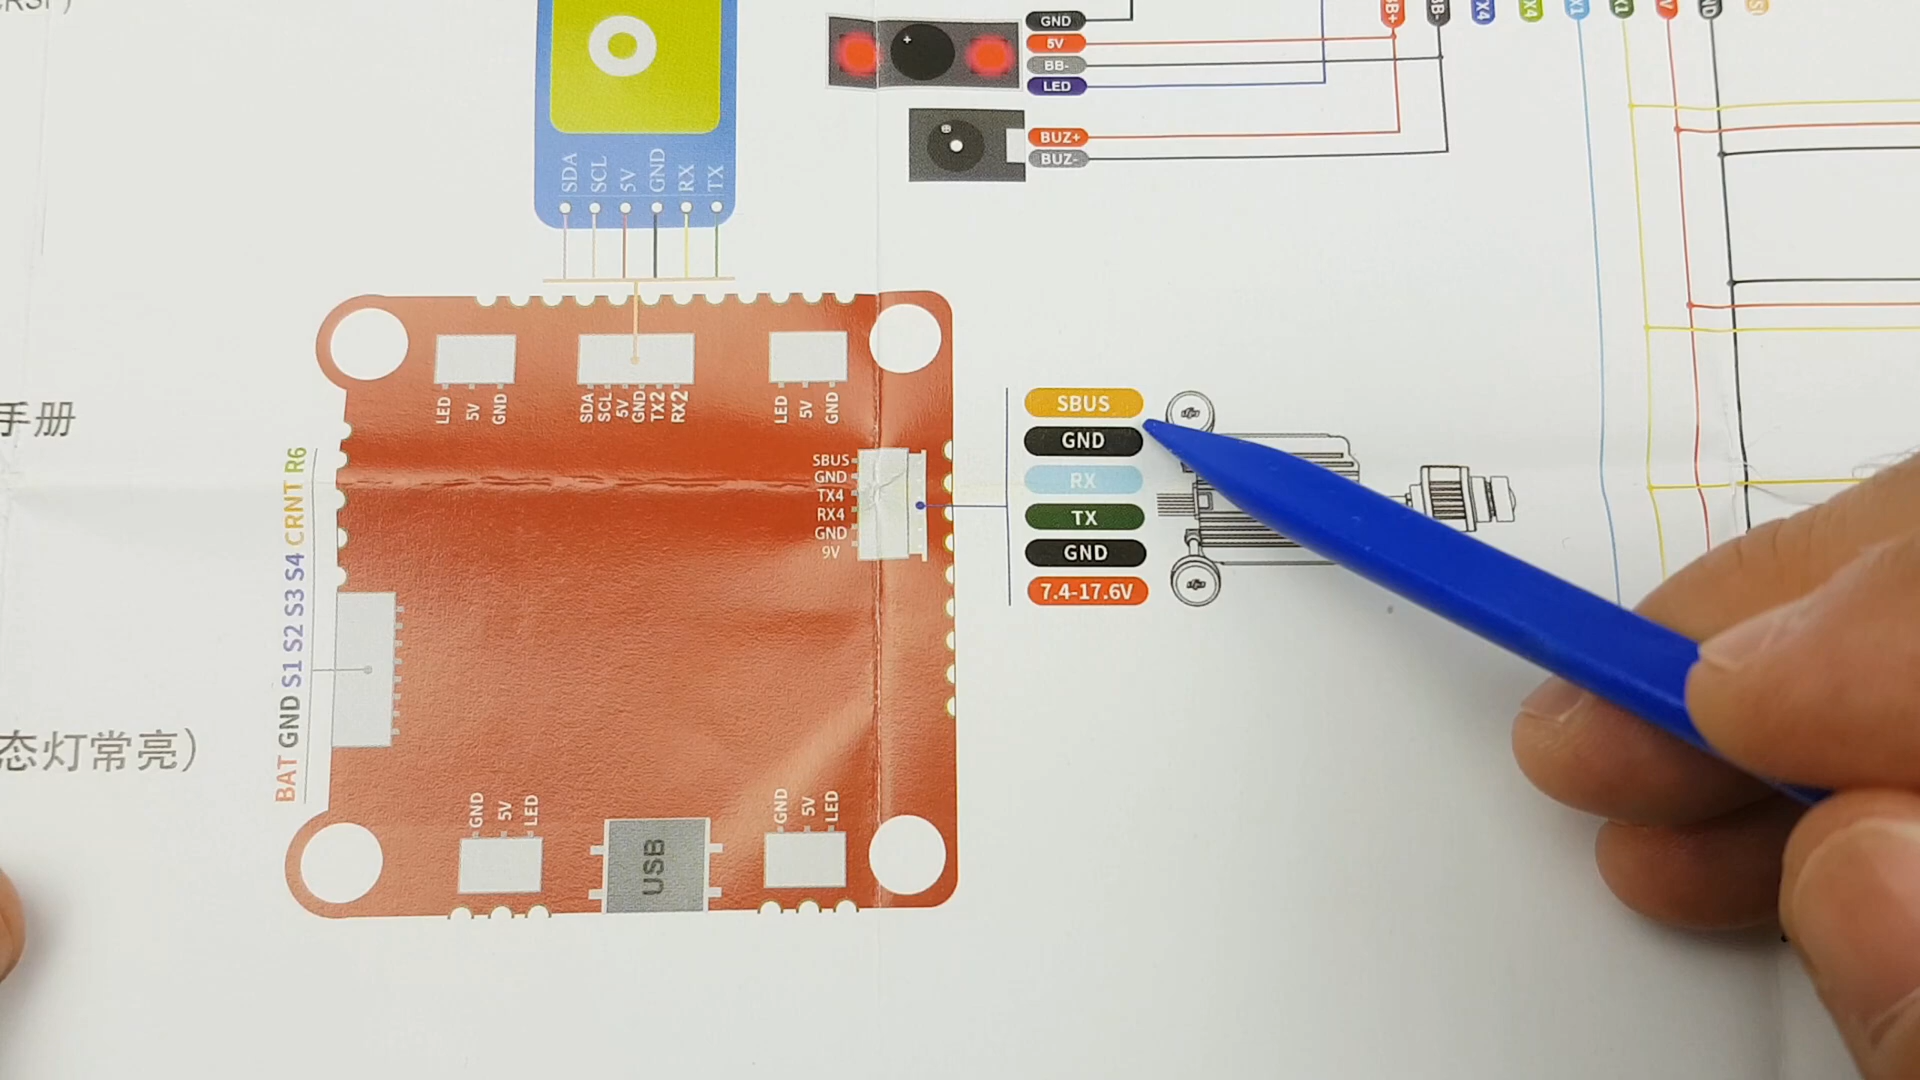 GND
5V
BB-
LED
BUZ+
BUZ-
SDA
SCL
5V
GND
RX
TX
LED
5V
GND
SDA
SCL
5V
GND
TX2
RX2
LED
5V
GND
手册
SBUS
GND
TX4
RX4
GND
9V
SBUS
GND
RX
TX
GND
7.4-17.6V
BAT GND S1 S2 S3 S4 CRNT R6
态灯常亮)
GND
5V
LED
USB
GND
5V
LED